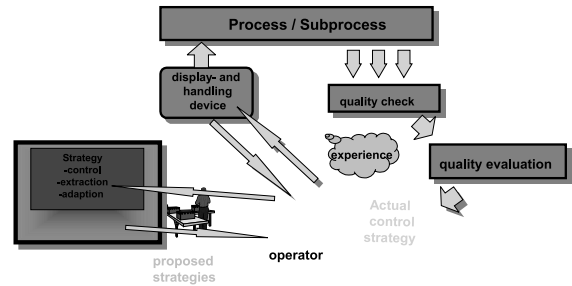 Process / Subprocess
display- and
handling
device
quality check
experience
quality evaluation
Strategy
-control
-extraction
-adaption
Actual
control
strategy
operator
proposed
strategies